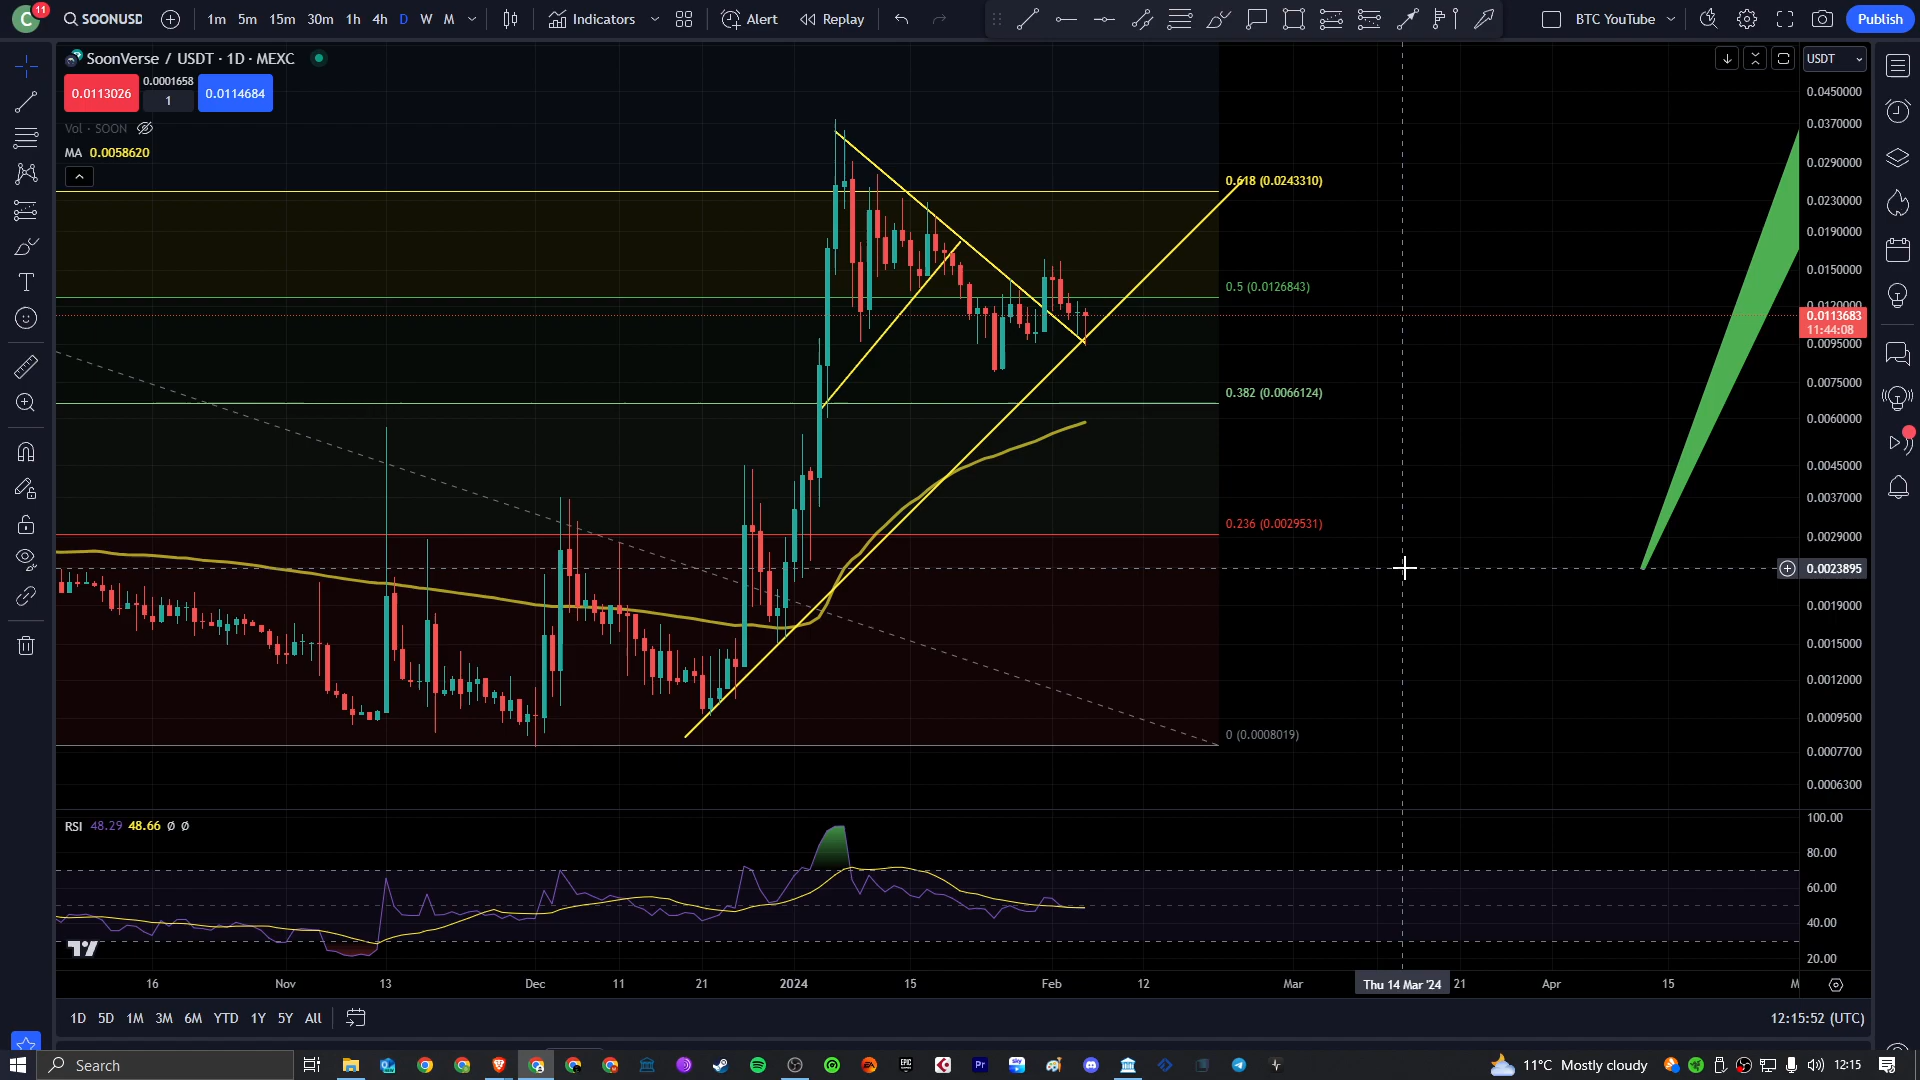 C 11 SOONUSD 1m 5m 15m 30m 1h 4h D W M Indicators Alert Replay BTC YouTube Publish
SoonVerse / USDT · 1D · MEXC
USDT
0.0113026 0.0001658 1 0.0114684
Vol · SOON
MA 0.0058620
0.618 (0.0243310)
0.5 (0.0126843)
0.382 (0.0066124)
0.236 (0.0029531)
0 (0.0008019)
0.0450000
0.0370000
0.0290000
0.0230000
0.0190000
0.0150000
0.0120000
0.0113683
11:44:08
0.0095000
0.0075000
0.0060000
0.0045000
0.0037000
0.0029000
0.0023895
0.0019000
0.0015000
0.0012000
0.0009500
0.0007700
0.0006300
RSI 48.29 48.66 Ø Ø
100.00
80.00
60.00
40.00
20.00
16 Nov 13 Dec 11 21 2024 15 Feb 12 Mar Thu 14 Mar '24 21 Apr 15 M
1D 5D 1M 3M 6M YTD 1Y 5Y All
12:15:52 (UTC)
Search
11°C Mostly cloudy 12:15